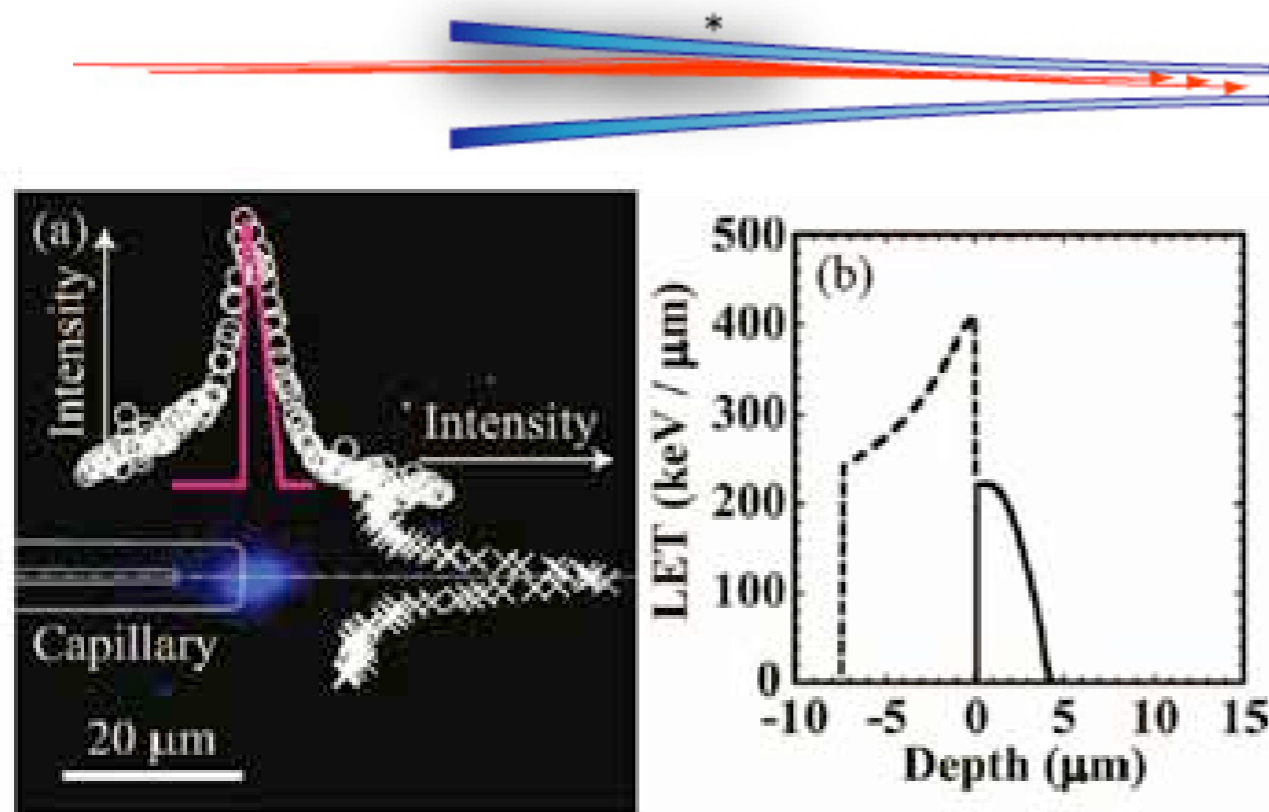 *
(a)
Intensity
Intensity
Capillary
20 μm
(b)
LET (keV / μm)
500
400
300
200
100
0
-10 -5 0 5 10 15
Depth (μm)